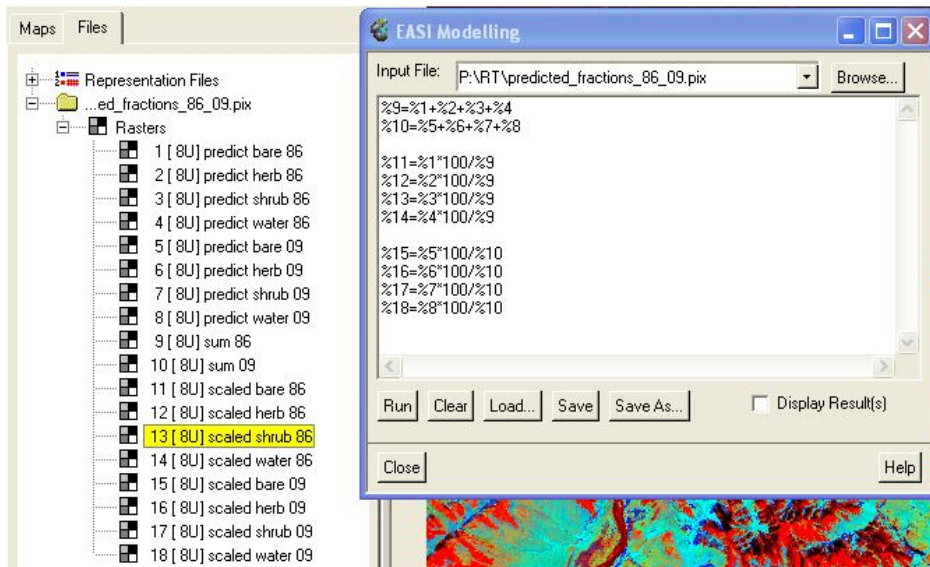 Maps Files
Representation Files
...ed_fractions_86_09.pix
Rasters
1 [ 8U] predict bare 86
2 [ 8U] predict herb 86
3 [ 8U] predict shrub 86
4 [ 8U] predict water 86
5 [ 8U] predict bare 09
6 [ 8U] predict herb 09
7 [ 8U] predict shrub 09
8 [ 8U] predict water 09
9 [ 8U] sum 86
10 [ 8U] sum 09
11 [ 8U] scaled bare 86
12 [ 8U] scaled herb 86
13 [ 8U] scaled shrub 86
14 [ 8U] scaled water 86
15 [ 8U] scaled bare 09
16 [ 8U] scaled herb 09
17 [ 8U] scaled shrub 09
18 [ 8U] scaled water 09
EASI Modelling
Input File: P:\RT\predicted_fractions_86_09.pix Browse...
%9=%1+%2+%3+%4
%10=%5+%6+%7+%8
%11=%1*100/%9
%12=%2*100/%9
%13=%3*100/%9
%14=%4*100/%9
%15=%5*100/%10
%16=%6*100/%10
%17=%7*100/%10
%18=%8*100/%10
Run Clear Load... Save Save As... Display Result(s)
Close Help